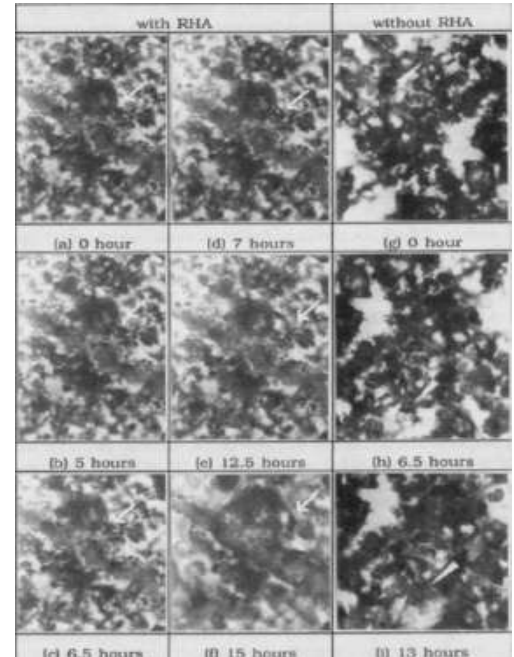 with RHA
without RHA
(a) 0 hour
(d) 7 hours
(g) 0 hour
(b) 5 hours
(e) 12.5 hours
(h) 6.5 hours
(c) 6.5 hours
(f) 15 hours
(i) 13 hours